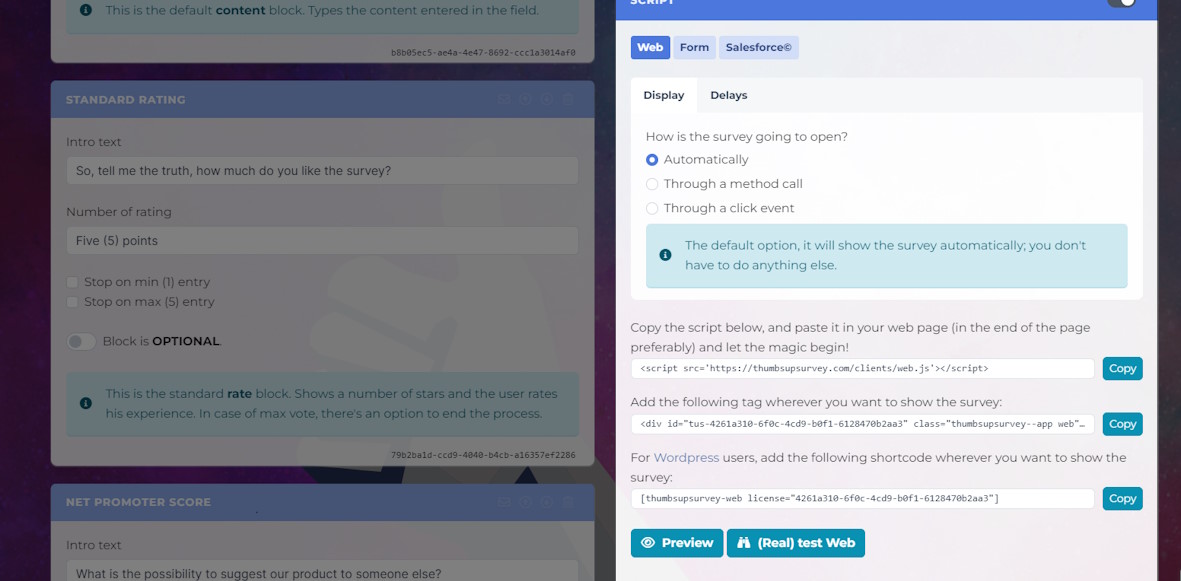 This is the default content block. Types the content entered in the field.
b8b05ec5-ae4a-4e47-8692-ccc1a3014af0
STANDARD RATING
Intro text
So, tell me the truth, how much do you like the survey?
Number of rating
Five (5) points
Stop on min (1) entry
Stop on max (5) entry
Block is OPTIONAL.
This is the standard rate block. Shows a number of stars and the user rates
his experience. In case of max vote, there's an option to end the process.
79b2ba1d-ccd9-4040-b4cb-a16357ef2286
NET PROMOTER SCORE
Intro text
What is the possibility to suggest our product to someone else?
SCRIPT
Web Form Salesforce©
Display Delays
How is the survey going to open?
Automatically
Through a method call
Through a click event
The default option, it will show the survey automatically; you don't
have to do anything else.
Copy the script below, and paste it in your web page (in the end of the page
preferably) and let the magic begin!
<script src='https://thumbsupsurvey.com/clients/web.js'></script> Copy
Add the following tag wherever you want to show the survey:
<div id="tus-4261a310-6f0c-4cd9-b0f1-6128470b2aa3" class="thumbsupsurvey--app web"… Copy
For Wordpress users, add the following shortcode wherever you want to show the
survey:
[thumbsupsurvey-web license="4261a310-6f0c-4cd9-b0f1-6128470b2aa3"] Copy
Preview (Real) test Web